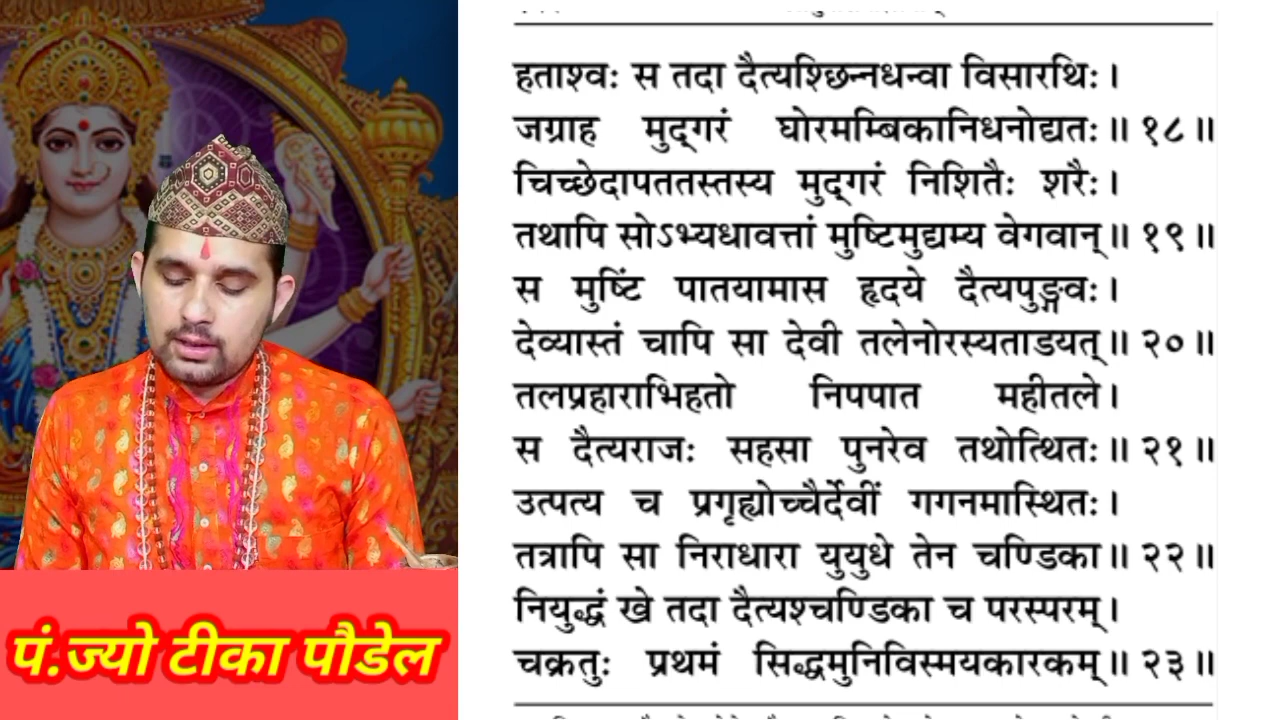 हताश्वः स तदा दैत्यश्छिन्नधन्वा विसारथिः।
जग्राह मुद्‌गरं घोरमम्बिकानिधनोद्यतः॥ १८॥
चिच्छेदापततस्तस्य मुद्‌गरं निशितैः शरैः।
तथापि सोऽभ्यधावत्तां मुष्टिमुद्यम्य वेगवान्॥ १९॥
स मुष्टिं पातयामास हृदये दैत्यपुङ्गवः।
देव्यास्तं चापि सा देवी तलेनोरस्यताडयत्॥ २०॥
तलप्रहाराभिहतो निपपात महीतले।
स दैत्यराजः सहसा पुनरेव तथोत्थितः॥ २१॥
उत्पत्य च प्रगृह्योच्चैर्देवीं गगनमास्थितः।
तत्रापि सा निराधारा युयुधे तेन चण्डिका॥ २२॥
नियुद्धं खे तदा दैत्यश्चण्डिका च परस्परम्।
चक्रतुः प्रथमं सिद्धमुनिविस्मयकारकम्॥ २३॥
पं.ज्यो टीका पौडेल